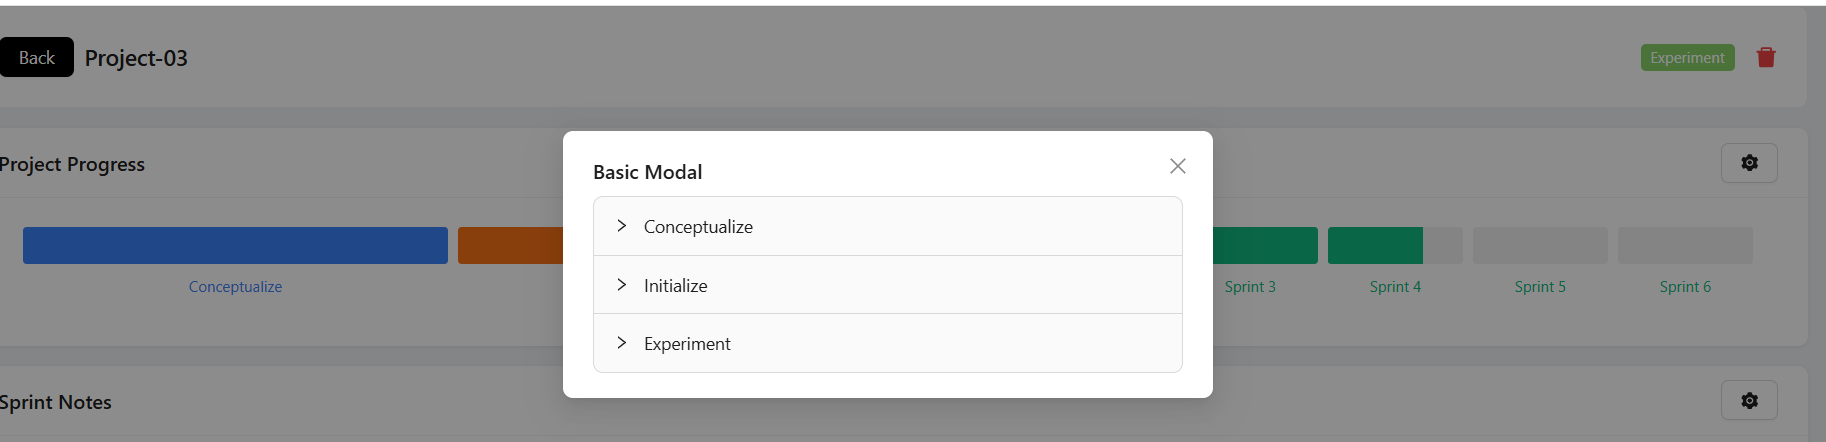 Back
Project-03
Experiment
Project Progress
Basic Modal
Conceptualize
Initialize
Experiment
Conceptualize
Sprint 3
Sprint 4
Sprint 5
Sprint 6
Sprint Notes